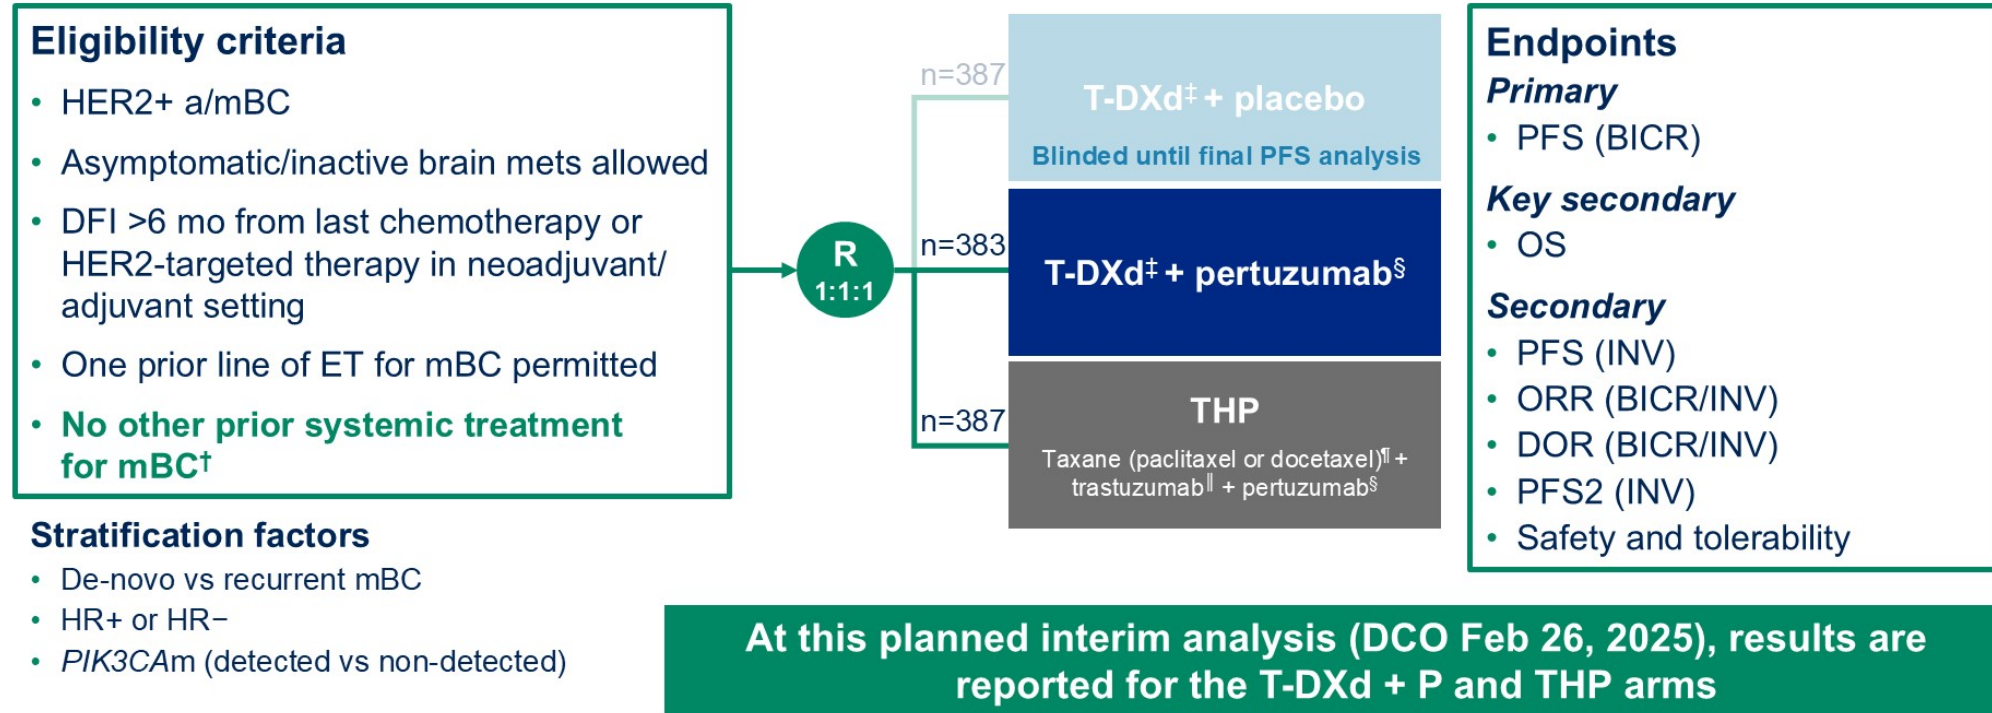 Eligibility criteria
• HER2+ a/mBC
• Asymptomatic/inactive brain mets allowed
• DFI >6 mo from last chemotherapy or
HER2-targeted therapy in neoadjuvant/
adjuvant setting
• One prior line of ET for mBC permitted
• No other prior systemic treatment
for mBC†
Stratification factors
• De-novo vs recurrent mBC
• HR+ or HR−
• PIK3CAm (detected vs non-detected)
R
1:1:1
n=387
T-DXd‡ + placebo
Blinded until final PFS analysis
n=383
T-DXd‡ + pertuzumab§
n=387
THP
Taxane (paclitaxel or docetaxel)¶ +
trastuzumab‖ + pertuzumab§
Endpoints
Primary
• PFS (BICR)
Key secondary
• OS
Secondary
• PFS (INV)
• ORR (BICR/INV)
• DOR (BICR/INV)
• PFS2 (INV)
• Safety and tolerability
At this planned interim analysis (DCO Feb 26, 2025), results are
reported for the T-DXd + P and THP arms